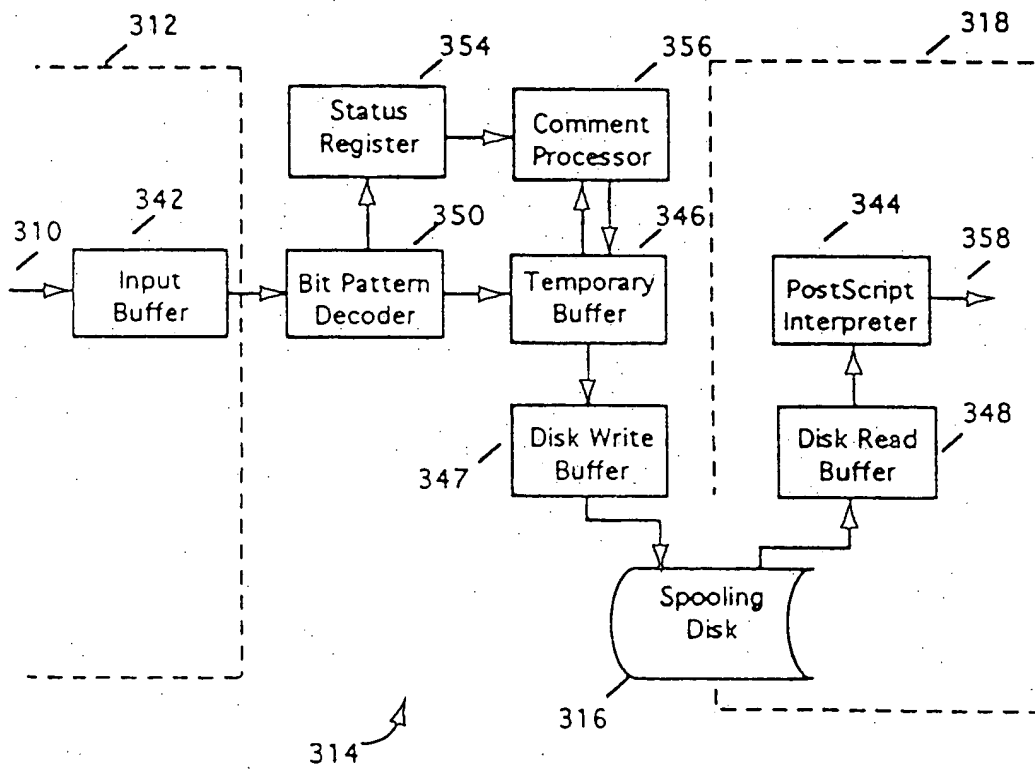 312
354
356
318
Status
Register
Comment
Processor
310
342
350
346
344
358
Input
Buffer
Bit Pattern
Decoder
Temporary
Buffer
PostScript
Interpreter
347
Disk Write
Buffer
Disk Read
Buffer
348
Spooling
Disk
316
314